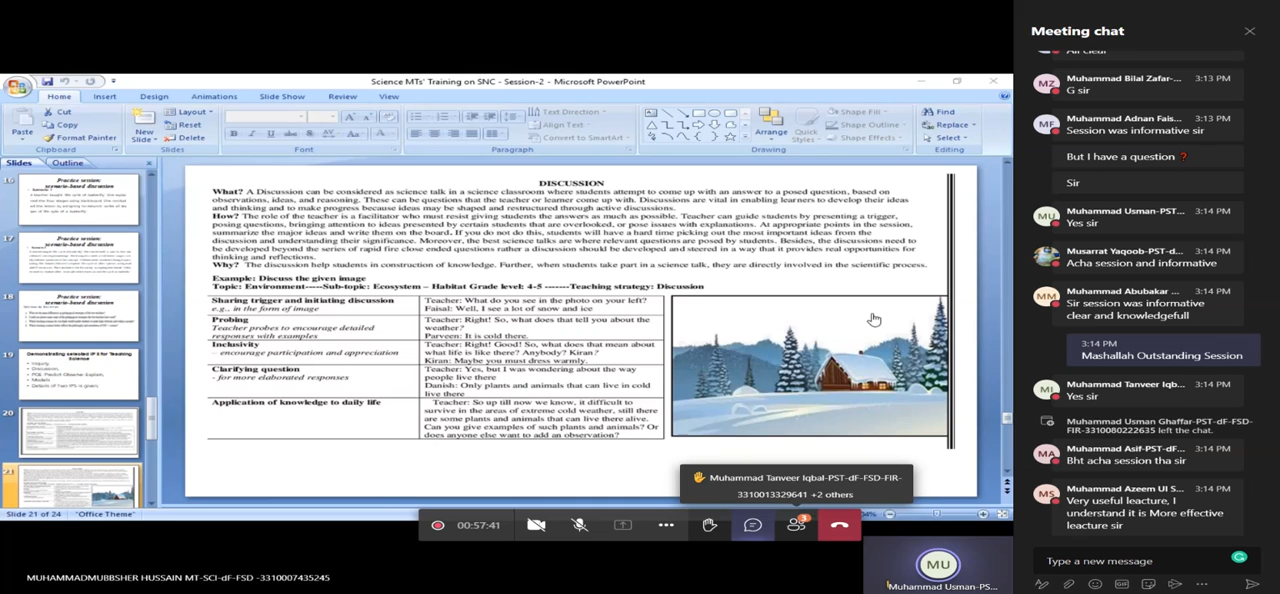 Science MTs' Training on SNC - Session-2 - Microsoft PowerPoint
Home Insert Design Animations Slide Show Review View
Paste
Cut
Copy
Format Painter
Clipboard
New Slide
Layout
Reset
Delete
Slides
Font
Text Direction
Align Text
Convert to SmartArt
Paragraph
Arrange
Quick Styles
Shape Fill
Shape Outline
Shape Effects
Drawing
Find
Replace
Select
Editing
Slides Outline
16
Practice session:
scenario-based discussion
17
Practice session:
scenario-based discussion
18
Practice session:
scenario-based discussion
19
Demonstrating selected IPS for Teaching Science
20
21
DISCUSSION
What? A Discussion can be considered as science talk in a science classroom where students attempt to come up with an answer to a posed question, based on
observations, ideas, and reasoning. These can be questions that the teacher or learner come up with. Discussions are vital in enabling learners to develop their ideas
and thinking and to make progress because ideas may be shaped and restructured through active discussions.
How? The role of the teacher is a facilitator who must resist giving students the answers as much as possible. Teacher can guide students by presenting a trigger,
posing questions, bringing attention to ideas presented by certain students that are overlooked, or pose issues with explanations. At appropriate points in the session,
summarize the major ideas and write them on the board. If you do not do this, students will have a hard time picking out the most important ideas from the
discussion and understanding their significance. Moreover, the best science talks are where relevant questions are posed by students. Besides, the discussions need to
be developed beyond the series of rapid fire close ended questions rather a discussion should be developed and steered in a way that it provides real opportunities for
thinking and reflections.
Why? The discussion help students in construction of knowledge. Further, when students take part in a science talk, they are directly involved in the scientific process.
Example: Discuss the given image
Topic: Environment-----Sub-topic: Ecosystem – Habitat Grade level: 4-5 ------Teaching strategy: Discussion
Sharing trigger and initiating discussion
e.g., in the form of image
Teacher: What do you see in the photo on your left?
Faisal: Well, I see a lot of snow and ice
Probing
Teacher probes to encourage detailed
responses with examples
Teacher: Right! So, what does that tell you about the
weather?
Parveen: It is cold there.
Inclusivity
– encourage participation and appreciation
Teacher: Right! Good! So, what does that mean about
what life is like there? Anybody? Kiran?
Kiran: Maybe you must dress warmly.
Clarifying question
- for more elaborated responses
Teacher: Yes, but I was wondering about the way
people live there
Danish: Only plants and animals that can live in cold
live there
Application of knowledge to daily life
Teacher: So up till now we know, it difficult to
survive in the areas of extreme cold weather, still there
are some plants and animals that can live there alive.
Can you give examples of such plants and animals? Or
does anyone else want to add an observation?
Slide 21 of 24 "Office Theme"
Muhammad Tanveer Iqbal-PST-dF-FSD-FIR-
3310013329641 +2 others
00:57:41
3
MU
Muhammad Usman-PS...
MUHAMMADMUBBSHER HUSSAIN MT-SCI-dF-FSD -3310007435245
Meeting chat
MZ Muhammad Bilal Zafar-... 3:13 PM
G sir
MF Muhammad Adnan Fais... 3:13 PM
Session was informative sir
But I have a question ❓
Sir
MU Muhammad Usman-PST... 3:14 PM
Yes sir
Musarrat Yaqoob-PST-dF... 3:14 PM
Acha session and informative
MM Muhammad Abubakar ... 3:14 PM
Sir session was informative
clear and knowledgefull
3:14 PM
Mashallah Outstanding Session
MI Muhammad Tanveer Iqb... 3:14 PM
Yes sir
Muhammad Usman Ghaffar-PST-dF-FSD-
FIR-3310080222635 left the chat.
MA Muhammad Asif-PST-dF... 3:14 PM
Bht acha session tha sir
MS Muhammad Azeem Ul S... 3:14 PM
Very useful leacture, I
understand it is More effective
leacture sir
Type a new message